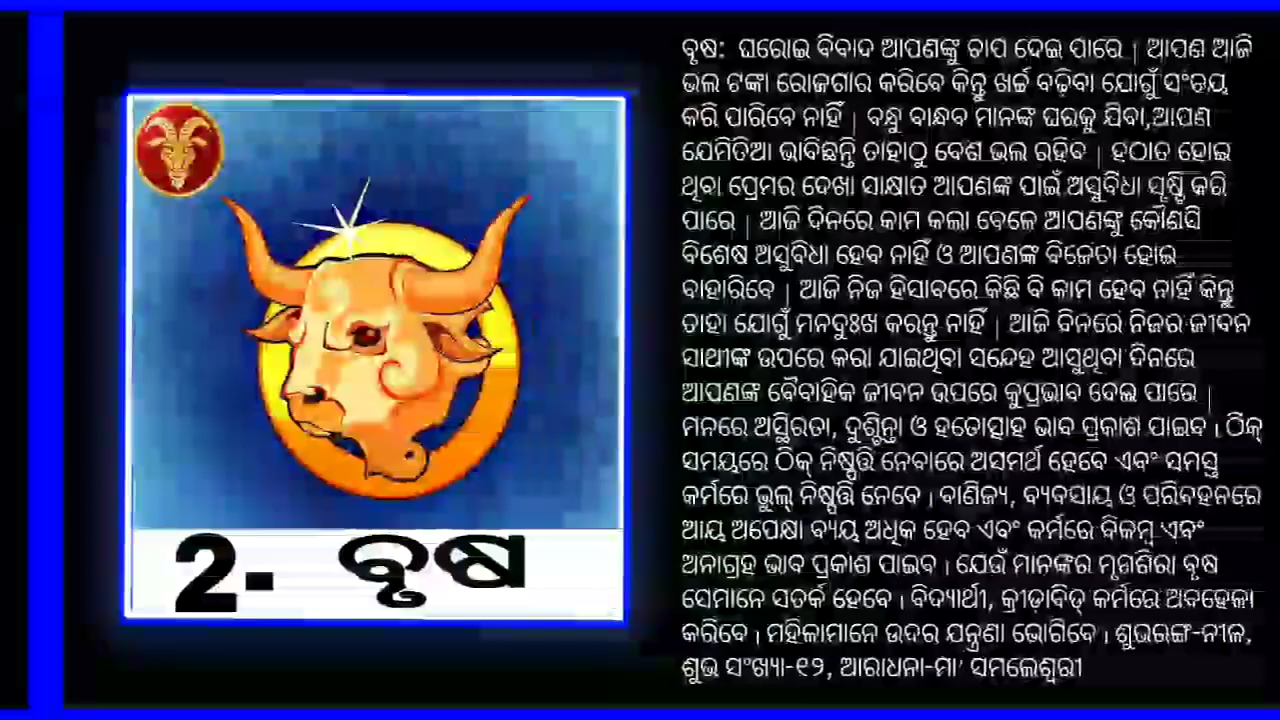 2- ବୃଷ
ବୃଷ: ଘରୋଇ ବିବାଦ ଆପଣଙ୍କୁ ଚାପ ଦେଇ ପାରେ | ଆପଣ ଆଜି
ଭଲ ଟଙ୍କା ରୋଜଗାର କରିବେ କିନ୍ତୁ ଖର୍ଚ୍ଚ ବଢ଼ିବା ଯୋଗୁଁ ସଂଚୟ
କରି ପାରିବେ ନାହିଁ | ବନ୍ଧୁ ବାନ୍ଧବ ମାନଙ୍କ ଘରକୁ ଯିବା,ଆପଣ
ଯେମିତିଆ ଭାବିଛନ୍ତି ତାହାଠୁ ବେଶ ଭଲ ରହିବ | ହଠାତ ହୋଇ
ଥିବା ପ୍ରେମର ଦେଖା ସାକ୍ଷାତ ଆପଣଙ୍କ ପାଇଁ ଅସୁବିଧା ସୃଷ୍ଟି କରି
ପାରେ | ଆଜି ଦିନରେ କାମ କଲା ବେଳେ ଆପଣଙ୍କୁ କୌଣସି
ବିଶେଷ ଅସୁବିଧା ହେବ ନାହିଁ ଓ ଆପଣଙ୍କ ବିଜେତା ହୋଇ
ବାହାରିବେ | ଆଜି ନିଜ ହିସାବରେ କିଛି ବି କାମ ହେବ ନାହିଁ କିନ୍ତୁ
ତାହା ଯୋଗୁଁ ମନଦୁଃଖ କରନ୍ତୁ ନାହିଁ | ଆଜି ଦିନରେ ନିଜର ଜୀବନ
ସାଥୀଙ୍କ ଉପରେ କରା ଯାଇଥିବା ସନ୍ଦେହ ଆସୁଥିବା ଦିନରେ
ଆପଣଙ୍କ ବୈବାହିକ ଜୀବନ ଉପରେ କୁପ୍ରଭାବ ନେଇ ପାରେ |
ମନରେ ଅସ୍ଥିରତା, ଦୁଶ୍ଚିନ୍ତା ଓ ହତୋତ୍ସାହ ଭାବ ପ୍ରକାଶ ପାଇବ । ଠିକ୍
ସମୟରେ ଠିକ୍ ନିଷ୍ପତ୍ତି ନେବାରେ ଅସମର୍ଥ ହେବେ ଏବଂ ସମସ୍ତ
କର୍ମରେ ଭୁଲ୍ ନିଷ୍ପତ୍ତି ନେବେ । ବାଣିଜ୍ୟ, ବ୍ୟବସାୟ ଓ ପରିବହନରେ
ଆୟ ଅପେକ୍ଷା ବ୍ୟୟ ଅଧିକ ହେବ ଏବଂ କର୍ମରେ ବିଳମ୍ବ ଏବଂ
ଅନାଗ୍ରହ ଭାବ ପ୍ରକାଶ ପାଇବ । ଯେଉଁ ମାନଙ୍କର ମୃଗଶିରା ବୃଷ
ସେମାନେ ସତର୍କ ହେବେ । ବିଦ୍ୟାର୍ଥୀ, କ୍ରୀଡ଼ାବିତ୍ କର୍ମରେ ଅବହେଳା
କରିବେ । ମହିଳାମାନେ ଉଦର ଯନ୍ତ୍ରଣା ଭୋଗିବେ । ଶୁଭରଙ୍ଗ-ନୀଳ,
ଶୁଭ ସଂଖ୍ୟା-୧୨, ଆରାଧନା-ମା' ସମଲେଶ୍ୱରୀ